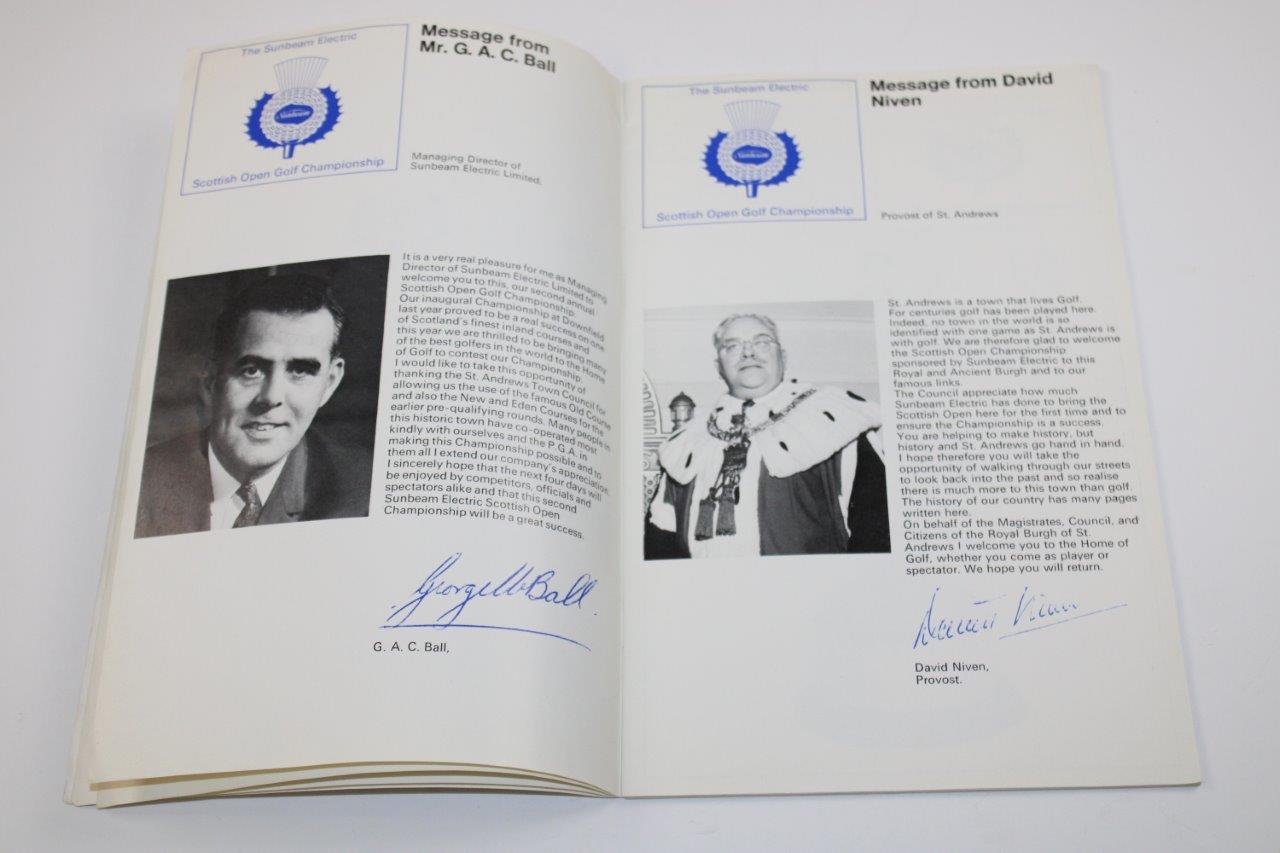 The Sunbeam Electric
Sunbeam
Scottish Open Golf Championship
Message from
Mr. G. A. C. Ball
Managing Director of
Sunbeam Electric Limited.
It is a very real pleasure for me as Managing
Director of Sunbeam Electric Limited to
welcome you to this, our second annual
Scottish Open Golf Championship.
Our inaugural Championship at Downfield
last year proved to be a real success on one
of Scotland's finest inland courses and
this year we are thrilled to be bringing many
of the best golfers in the world to the Home
of Golf to contest our Championship.
I would like to take this opportunity of
thanking the St. Andrews Town Council for
allowing us the use of the famous Old Course
and also the New and Eden Courses for the
earlier pre-qualifying rounds. Many people in
this historic town have co-operated most
kindly with ourselves and the P.G.A. in
making this Championship possible and to
them all I extend our company's appreciation.
I sincerely hope that the next four days will
be enjoyed by competitors, officials and
spectators alike and that this second
Sunbeam Electric Scottish Open
Championship will be a great success.
George Ball
G. A. C. Ball,
The Sunbeam Electric
Sunbeam
Scottish Open Golf Championship
Message from David
Niven
Provost of St. Andrews
St. Andrews is a town that lives Golf.
For centuries golf has been played here.
Indeed, no town in the world is so
identified with one game as St. Andrews is
with golf. We are therefore glad to welcome
the Scottish Open Championship
sponsored by Sunbeam Electric to this
Royal and Ancient Burgh and to our
famous links.
The Council appreciate how much
Sunbeam Electric has done to bring the
Scottish Open here for the first time and to
ensure the Championship is a success.
You are helping to make history, but
history and St. Andrews go hand in hand.
I hope therefore you will take the
opportunity of walking through our streets
to look back into the past and so realise
there is much more to this town than golf.
The history of our country has many pages
written here.
On behalf of the Magistrates, Council, and
Citizens of the Royal Burgh of St.
Andrews I welcome you to the Home of
Golf, whether you come as player or
spectator. We hope you will return.
David Niven
David Niven,
Provost.